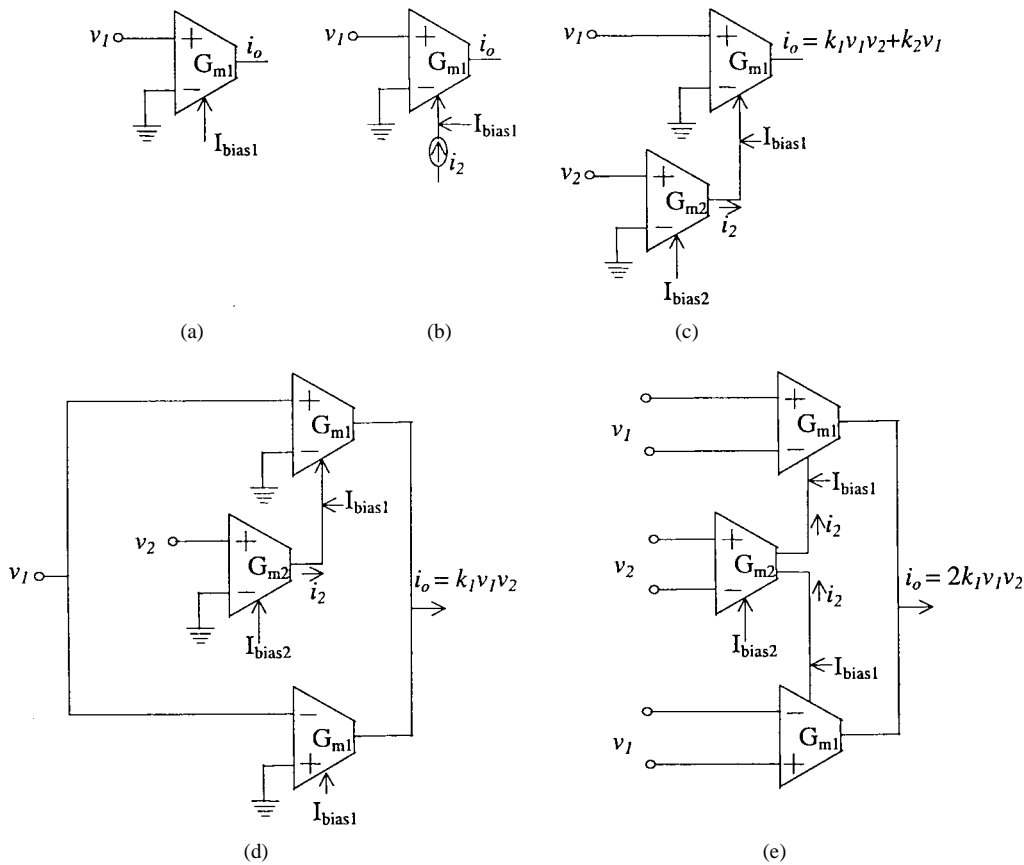 v₁ + Gm1 − iₒ
Ibias1
(a)
v₁ + Gm1 − iₒ
Ibias1
i₂
(b)
v₁ + Gm1 − iₒ = k₁v₁v₂+k₂v₁
Ibias1
v₂ + Gm2 − i₂
Ibias2
(c)
v₁
+ Gm1 −
Ibias1
v₂ + Gm2 − i₂
Ibias2
iₒ = k₁v₁v₂
− Gm1 +
Ibias1
(d)
v₁ + Gm1 −
Ibias1
i₂
v₂ + Gm2 −
i₂
Ibias2
iₒ = 2k₁v₁v₂
Ibias1
v₁ − Gm1 +
(e)